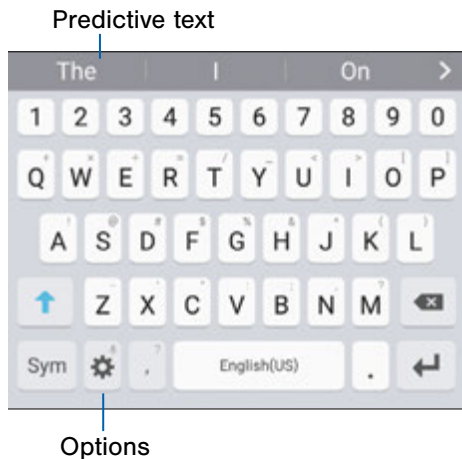 Predictive text
The I On >
1 2 3 4 5 6 7 8 9 0
Q W E R T Y U I O P
A S D F G H J K L
Z X C V B N M
Sym , English(US) .
Options